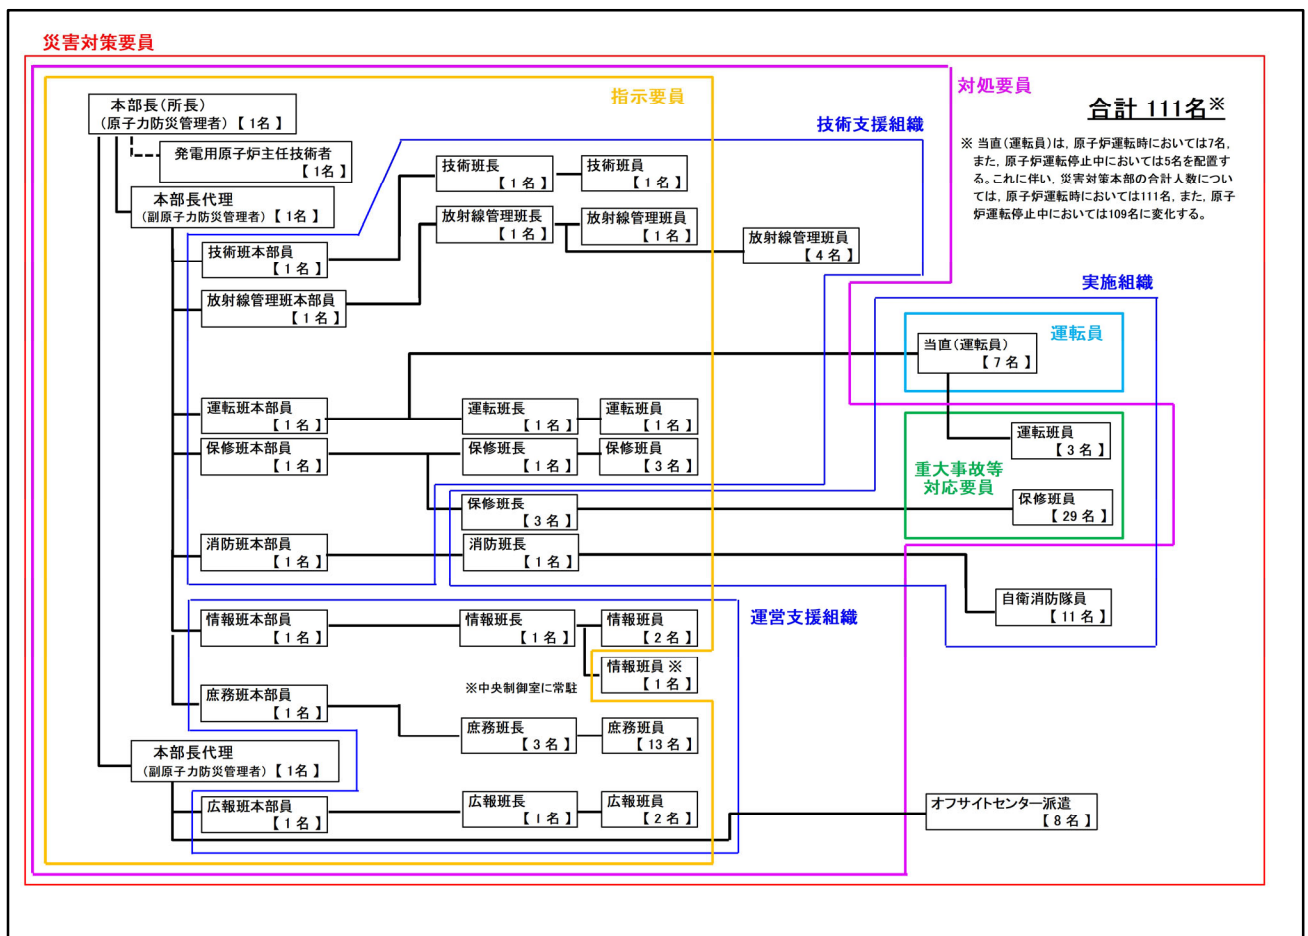 災害対策要員
対処要員
指示要員
合計 111名※
技術支援組織
※ 当直(運転員)は，原子炉運転時においては7名，
また，原子炉運転停止中においては5名を配置す
る。これに伴い，災害対策本部の合計人数につい
ては，原子炉運転時においては111名，また，原子
炉運転停止中においては109名に変化する。
本部長(所長)
(原子力防災管理者)【 1名 】
発電用原子炉主任技術者
【 1名 】
本部長代理
(副原子力防災管理者)【 1名 】
技術班長
【 1 名 】
技術班員
【 1 名 】
放射線管理班長
【 1 名 】
放射線管理班員
【 1 名 】
放射線管理班員
【 4 名 】
技術班本部員
【 1 名 】
放射線管理班本部員
【 1 名 】
実施組織
運転員
当直(運転員)
【 7 名 】
運転班本部員
【 1 名 】
運転班長
【 1 名 】
運転班員
【 1 名 】
運転班員
【 3 名 】
保修班本部員
【 1 名 】
保修班長
【 1 名 】
保修班員
【 3 名 】
重大事故等
対応要員
保修班長
【 3 名 】
保修班員
【 29 名 】
消防班本部員
【 1 名 】
消防班長
【 1 名 】
自衛消防隊員
【 11 名 】
運営支援組織
情報班本部員
【 1 名 】
情報班長
【 1 名 】
情報班員
【 2 名 】
情報班員 ※
【 1 名 】
※中央制御室に常駐
庶務班本部員
【 1 名 】
庶務班長
【 3 名 】
庶務班員
【 13 名 】
本部長代理
(副原子力防災管理者)【 1名 】
広報班本部員
【 1 名 】
広報班長
【 1 名 】
広報班員
【 2 名 】
オフサイトセンター派遣
【 8 名 】